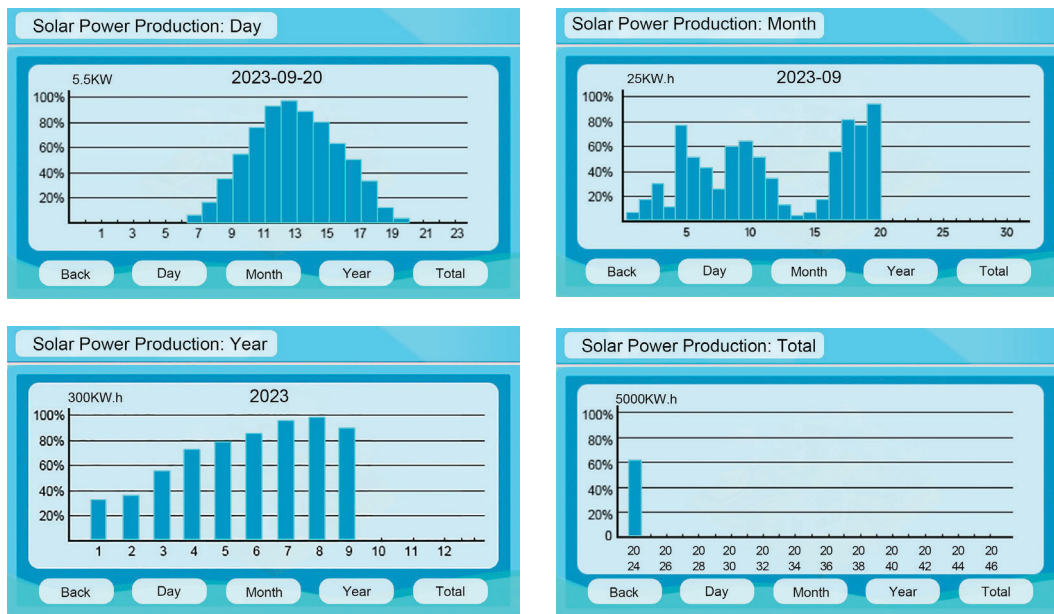 Solar Power Production: Day
5.5KW
2023-09-20
100%
80%
60%
40%
20%
1 3 5 7 9 11 13 15 17 19 21 23
Back Day Month Year Total
Solar Power Production: Month
25KW.h
2023-09
100%
80%
60%
40%
20%
5 10 15 20 25 30
Back Day Month Year Total
Solar Power Production: Year
300KW.h
2023
100%
80%
60%
40%
20%
1 2 3 4 5 6 7 8 9 10 11 12
Back Day Month Year Total
Solar Power Production: Total
5000KW.h
100%
80%
60%
40%
20%
0
20 20 20 20 20 20 20 20 20 20 20 20
24 26 28 30 32 34 36 38 40 42 44 46
Back Day Month Year Total